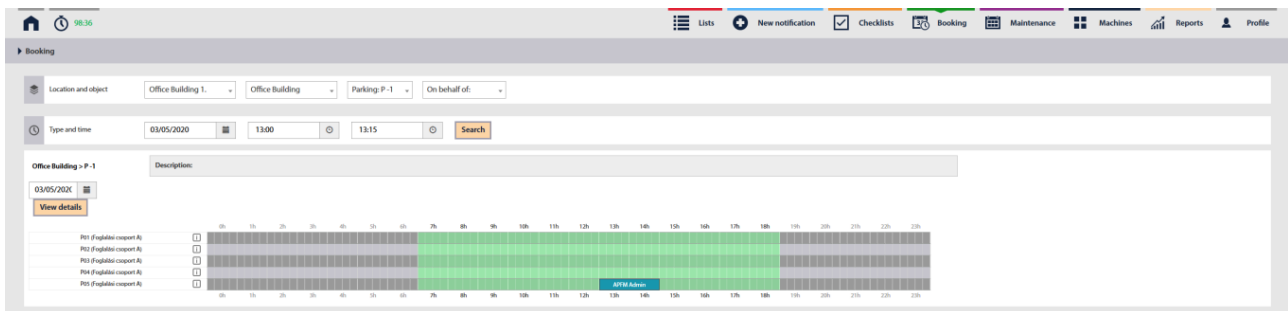 98:36 Lists New notification Checklists Booking Maintenance Machines Reports Profile
Booking
Location and object Office Building 1. Office Building Parking: P -1 On behalf of:
Type and time 03/05/2020 13:00 13:15 Search
Office Building > P -1 Description:
03/05/202(
View details
0h 1h 2h 3h 4h 5h 6h 7h 8h 9h 10h 11h 12h 13h 14h 15h 16h 17h 18h 19h 20h 21h 22h 23h
P01 (Foglalási csoport A)
P02 (Foglalási csoport A)
P03 (Foglalási csoport A)
P04 (Foglalási csoport A)
P05 (Foglalási csoport A) APFM Admin
0h 1h 2h 3h 4h 5h 6h 7h 8h 9h 10h 11h 12h 13h 14h 15h 16h 17h 18h 19h 20h 21h 22h 23h